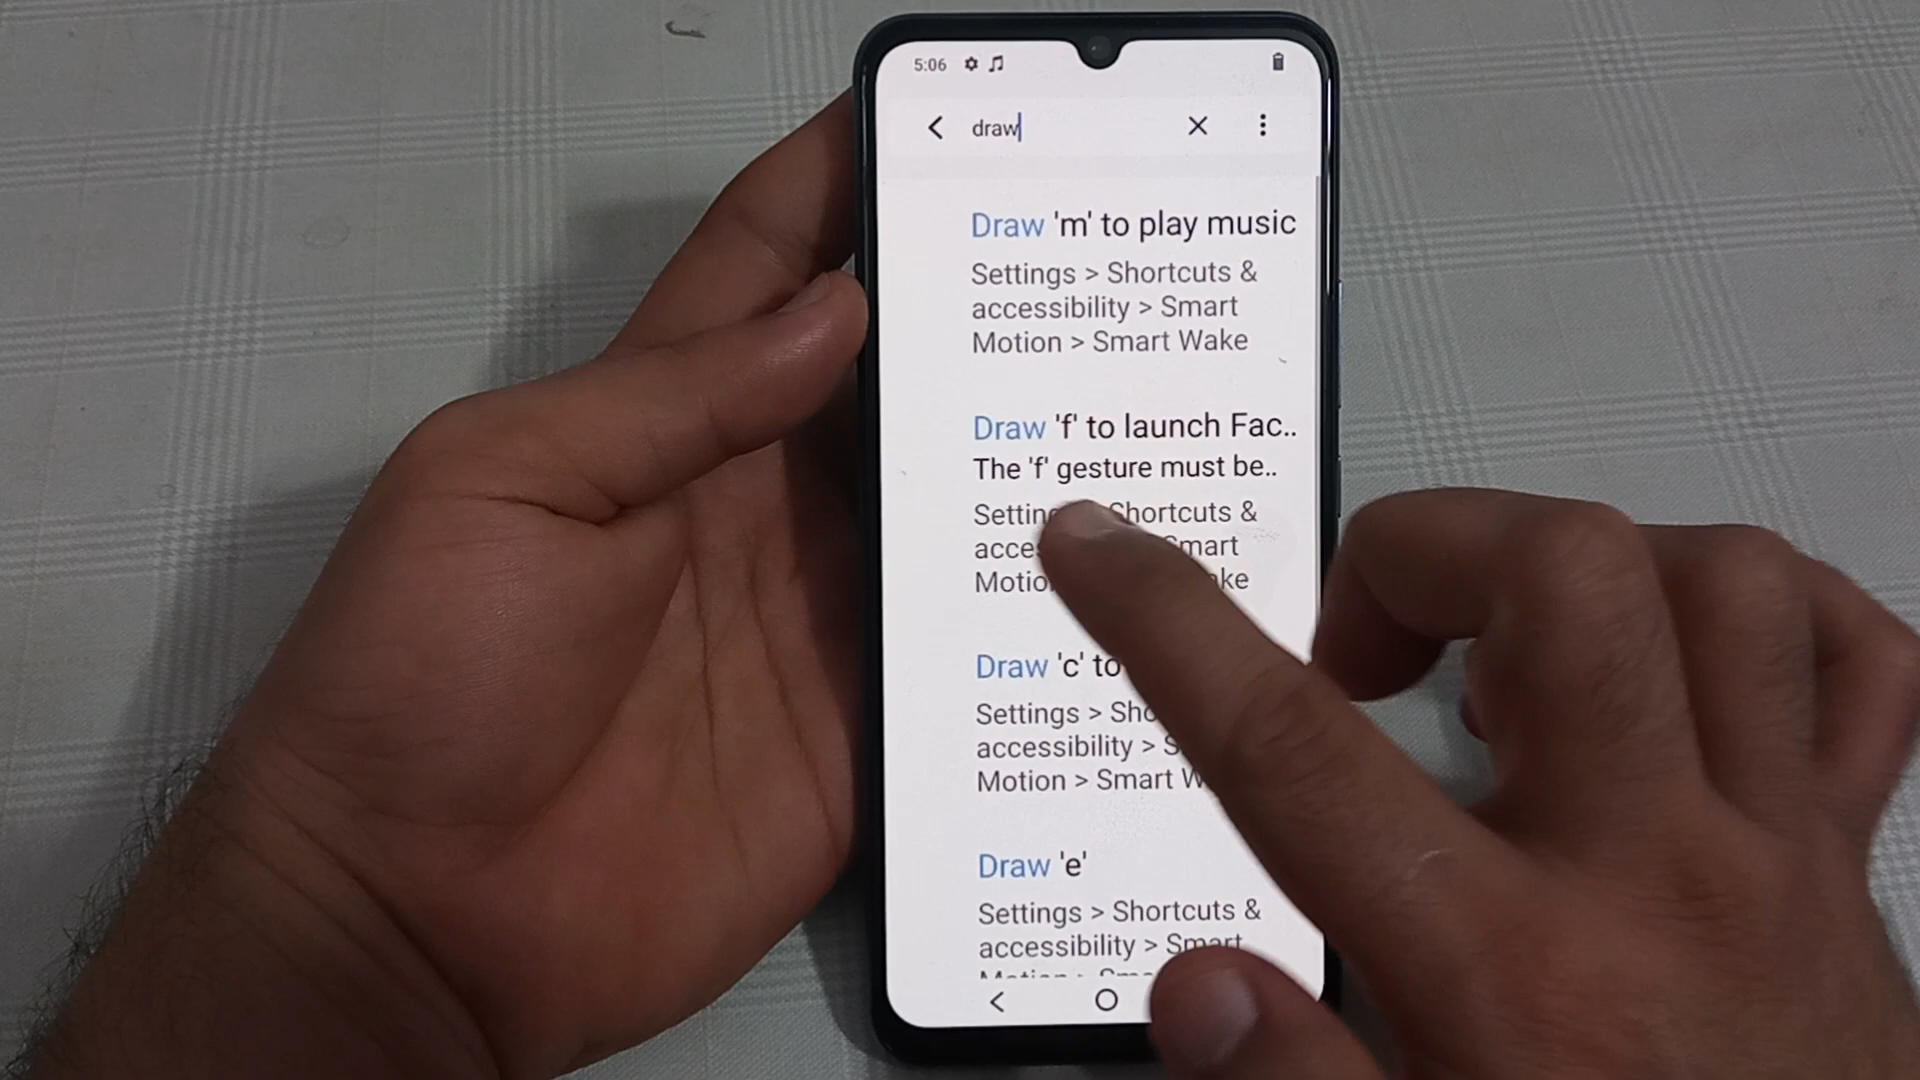 5:06
draw
Draw 'm' to play music
Settings > Shortcuts &
accessibility > Smart
Motion > Smart Wake
Draw 'f' to launch Fac..
The 'f' gesture must be..
Shortcuts &
Draw 'c' to
Settings >
accessibility >
Motion > Smart
Draw 'e'
Settings > Shortcuts &
accessibility > Smart